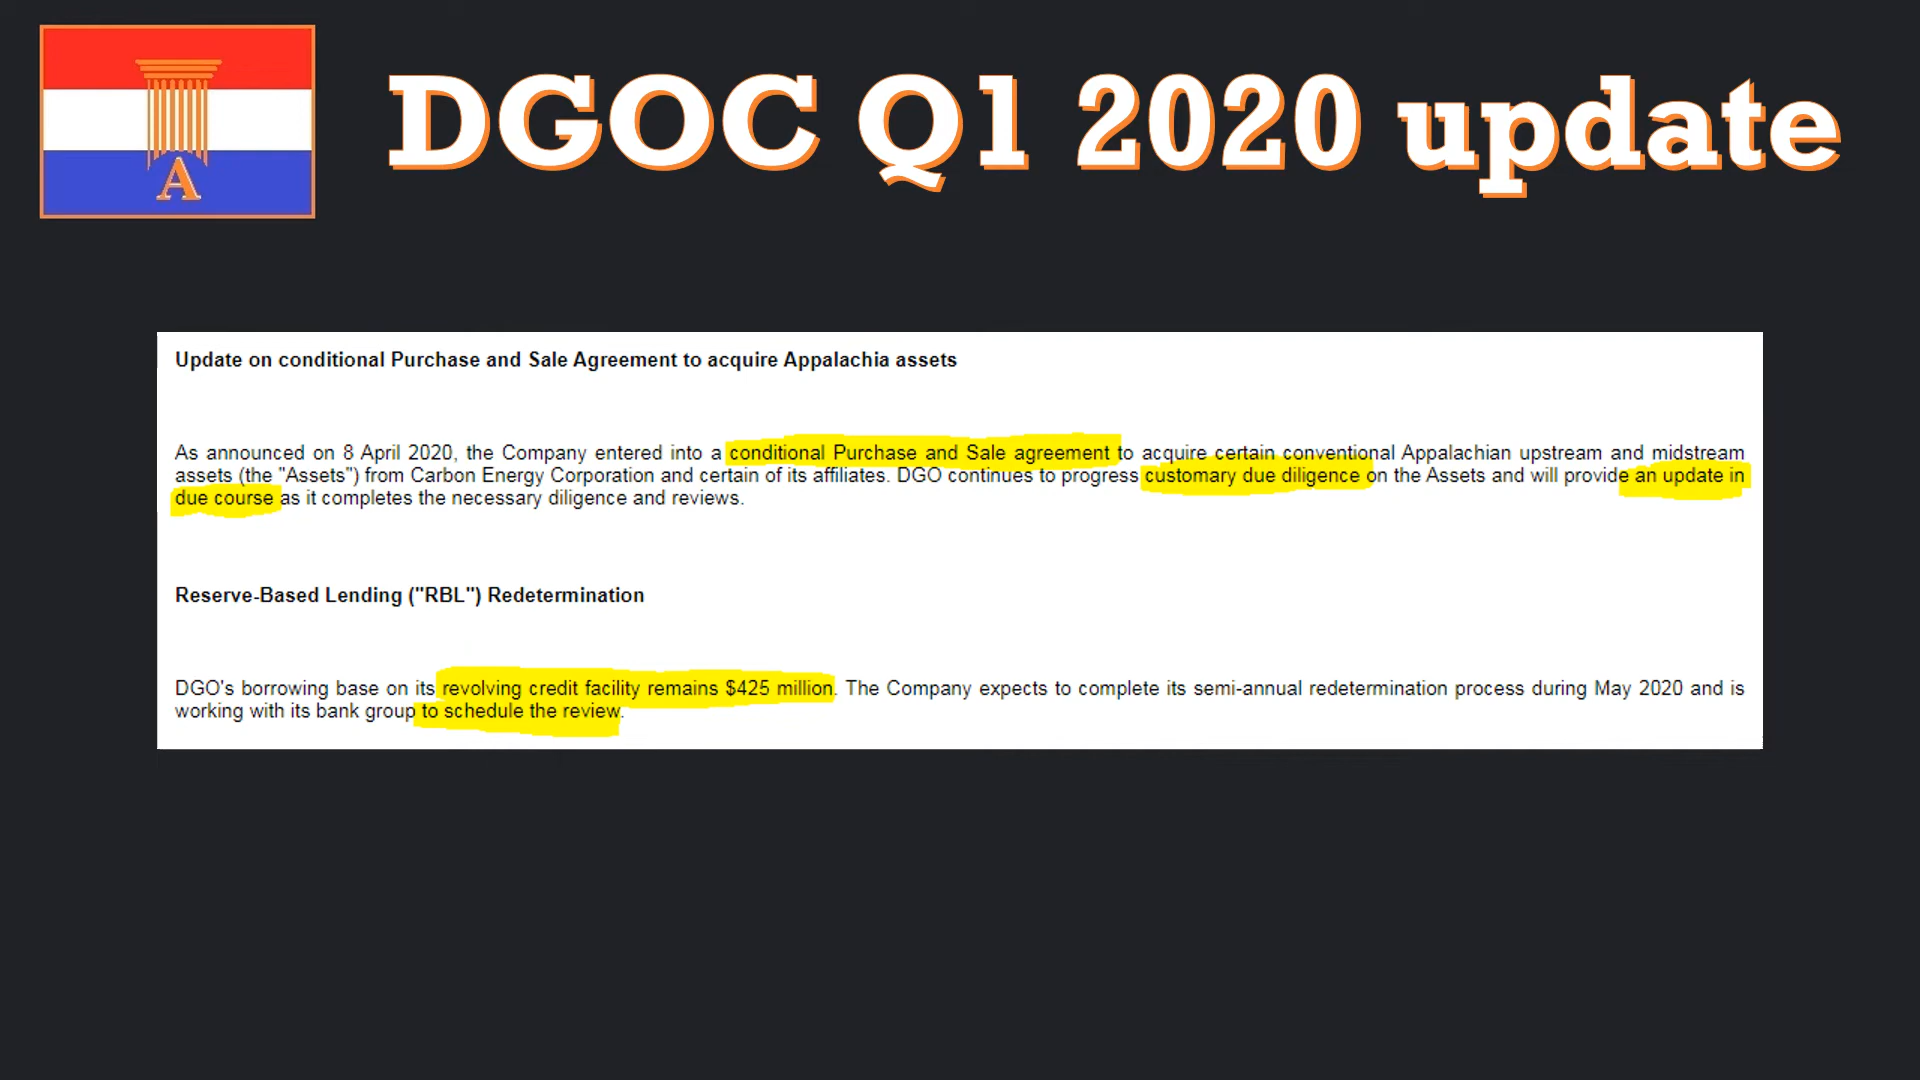 A
DGOC Q1 2020 update
Update on conditional Purchase and Sale Agreement to acquire Appalachia assets
As announced on 8 April 2020, the Company entered into a conditional Purchase and Sale agreement to acquire certain conventional Appalachian upstream and midstream
assets (the "Assets") from Carbon Energy Corporation and certain of its affiliates. DGO continues to progress customary due diligence on the Assets and will provide an update in
due course as it completes the necessary diligence and reviews.
Reserve-Based Lending ("RBL") Redetermination
DGO's borrowing base on its revolving credit facility remains $425 million. The Company expects to complete its semi-annual redetermination process during May 2020 and is
working with its bank group to schedule the review.